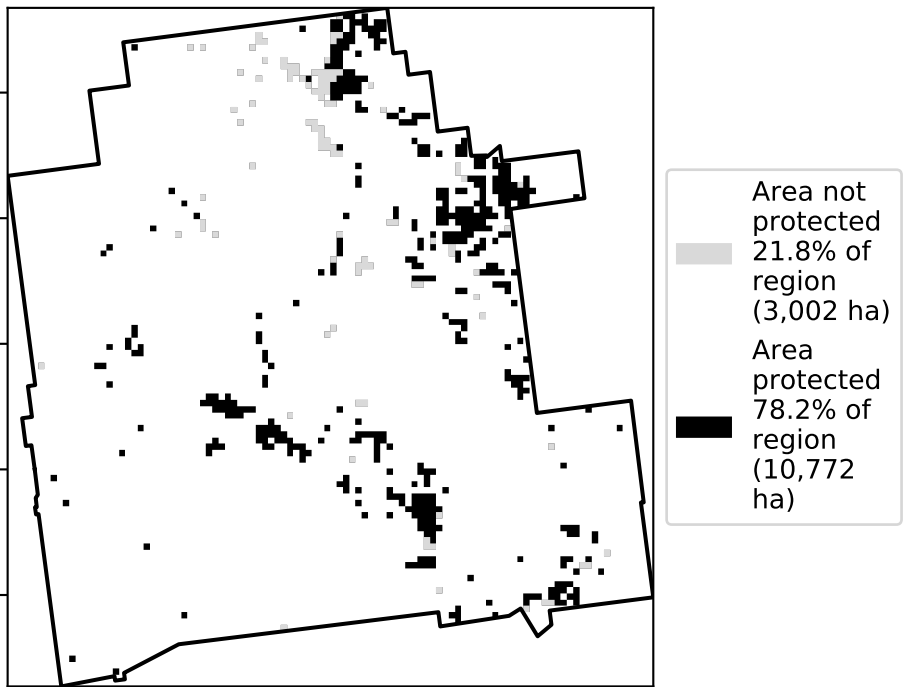 Area not
protected
21.8% of
region
(3,002 ha)
Area
protected
78.2% of
region
(10,772
ha)